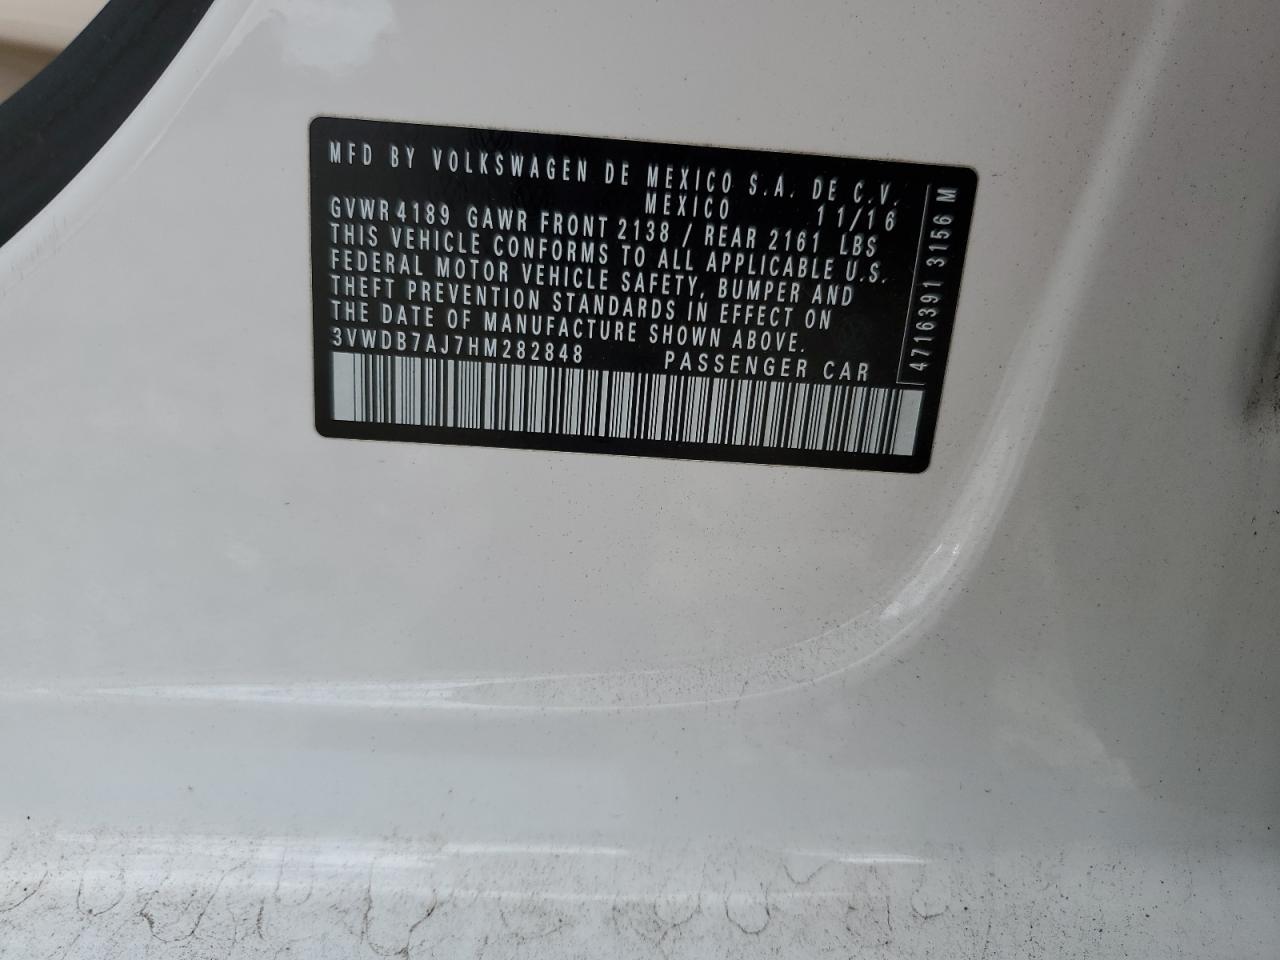 MFD BY VOLKSWAGEN DE MEXICO S.A. DE C.V.
MEXICO 11/16
GVWR 4189 GAWR FRONT 2138 / REAR 2161 LBS
THIS VEHICLE CONFORMS TO ALL APPLICABLE U.S.
FEDERAL MOTOR VEHICLE SAFETY, BUMPER AND
THEFT PREVENTION STANDARDS IN EFFECT ON
THE DATE OF MANUFACTURE SHOWN ABOVE.
3VWDB7AJ7HM282848 PASSENGER CAR
4716391 3156 M